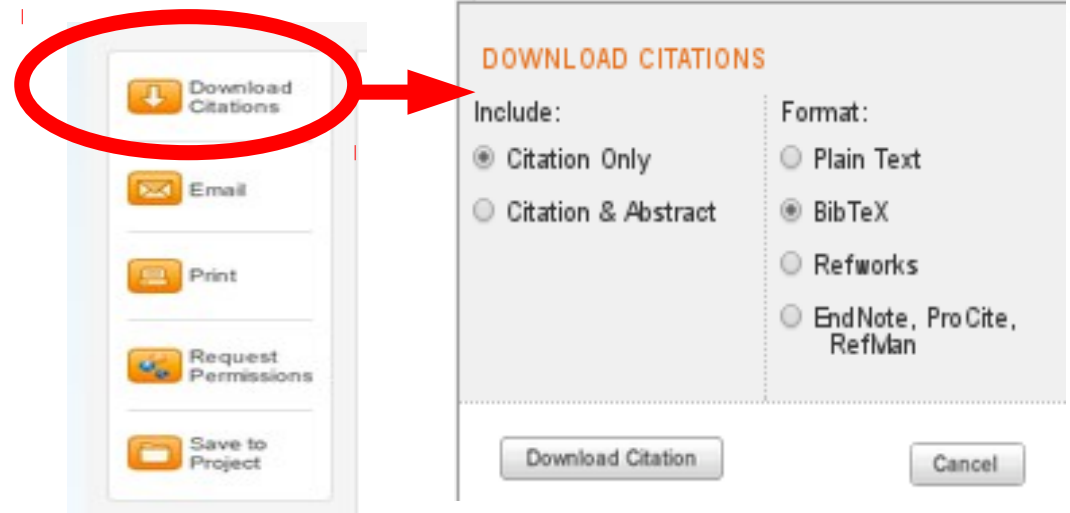 Download
Citations
Email
Print
Request
Permissions
Save to
Project
DOWNLOAD CITATIONS
Include:
Citation Only
Citation & Abstract
Format:
Plain Text
BibTeX
Refworks
EndNote, ProCite,
RefMan
Download Citation
Cancel